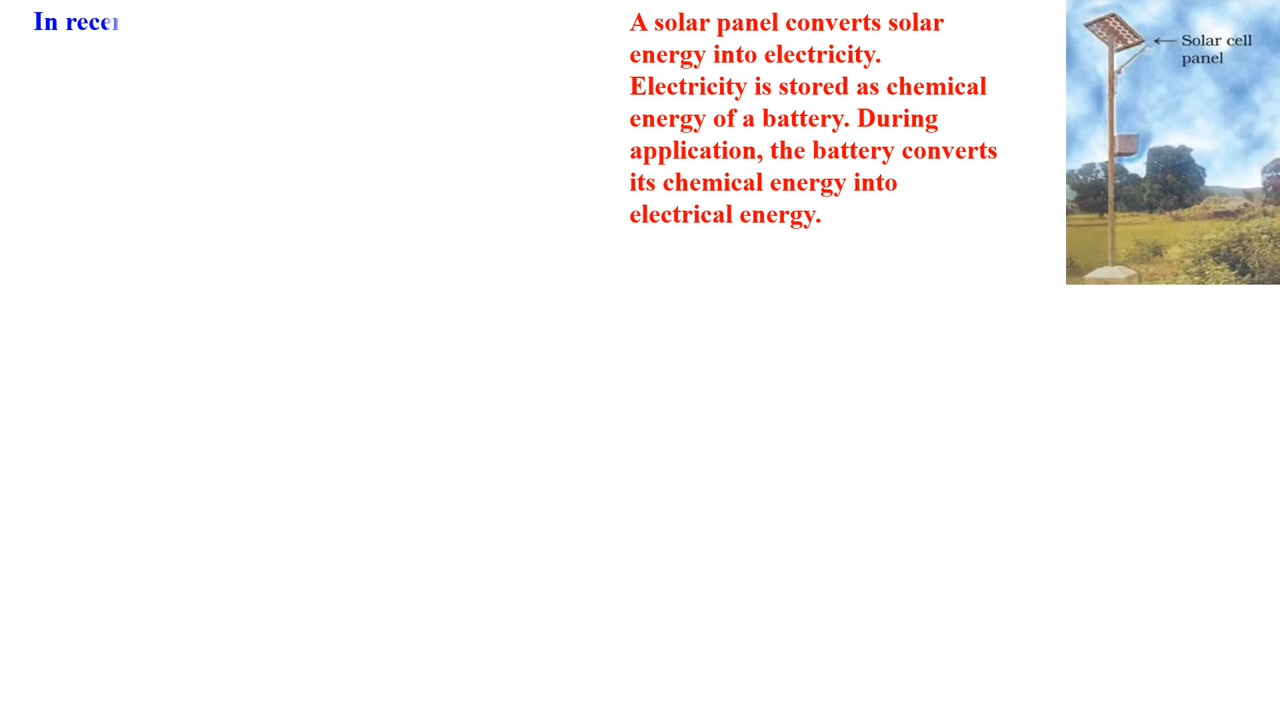 In
A solar panel converts solar
energy into electricity.
Electricity is stored as chemical
energy of a battery. During
application, the battery converts
its chemical energy into
electrical energy.
Solar cell
panel